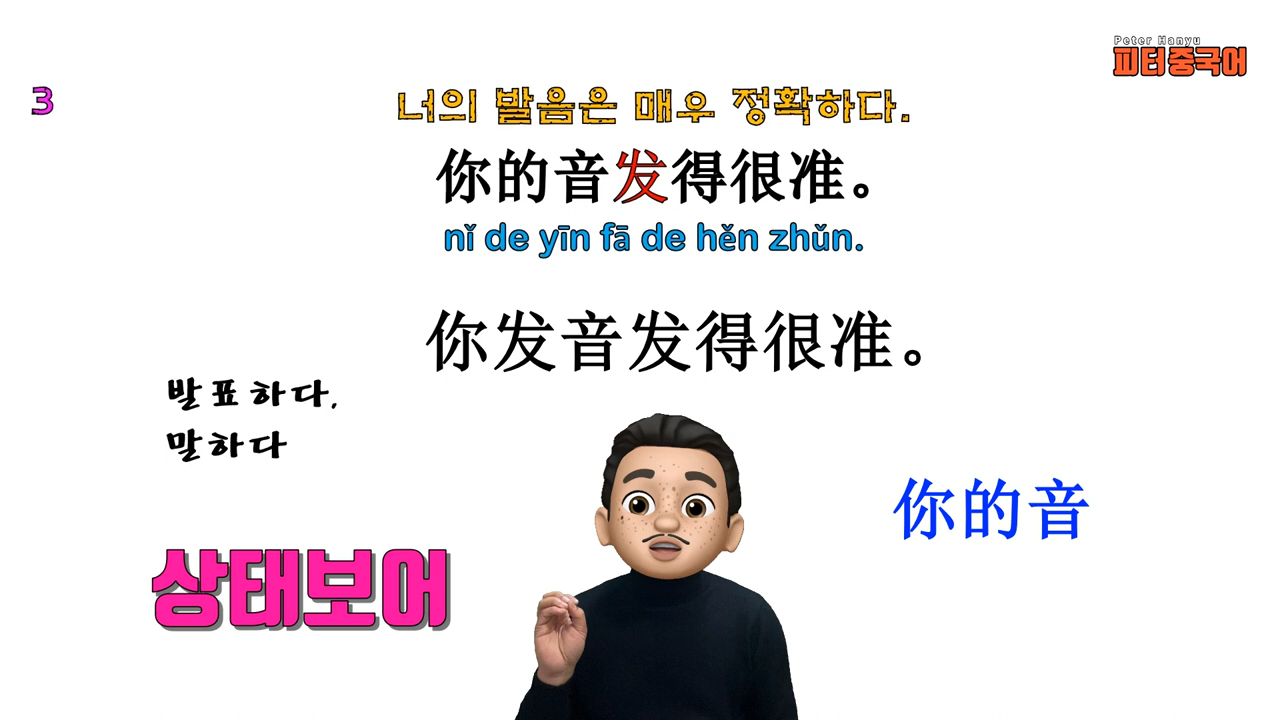 Peter Hanyu
피터 중국어
3
너의 발음은 매우 정확하다.
你的音发得很准。
nǐ de yīn fā de hěn zhǔn.
你发音发得很准。
발표하다,
말하다
你的音
상태보어